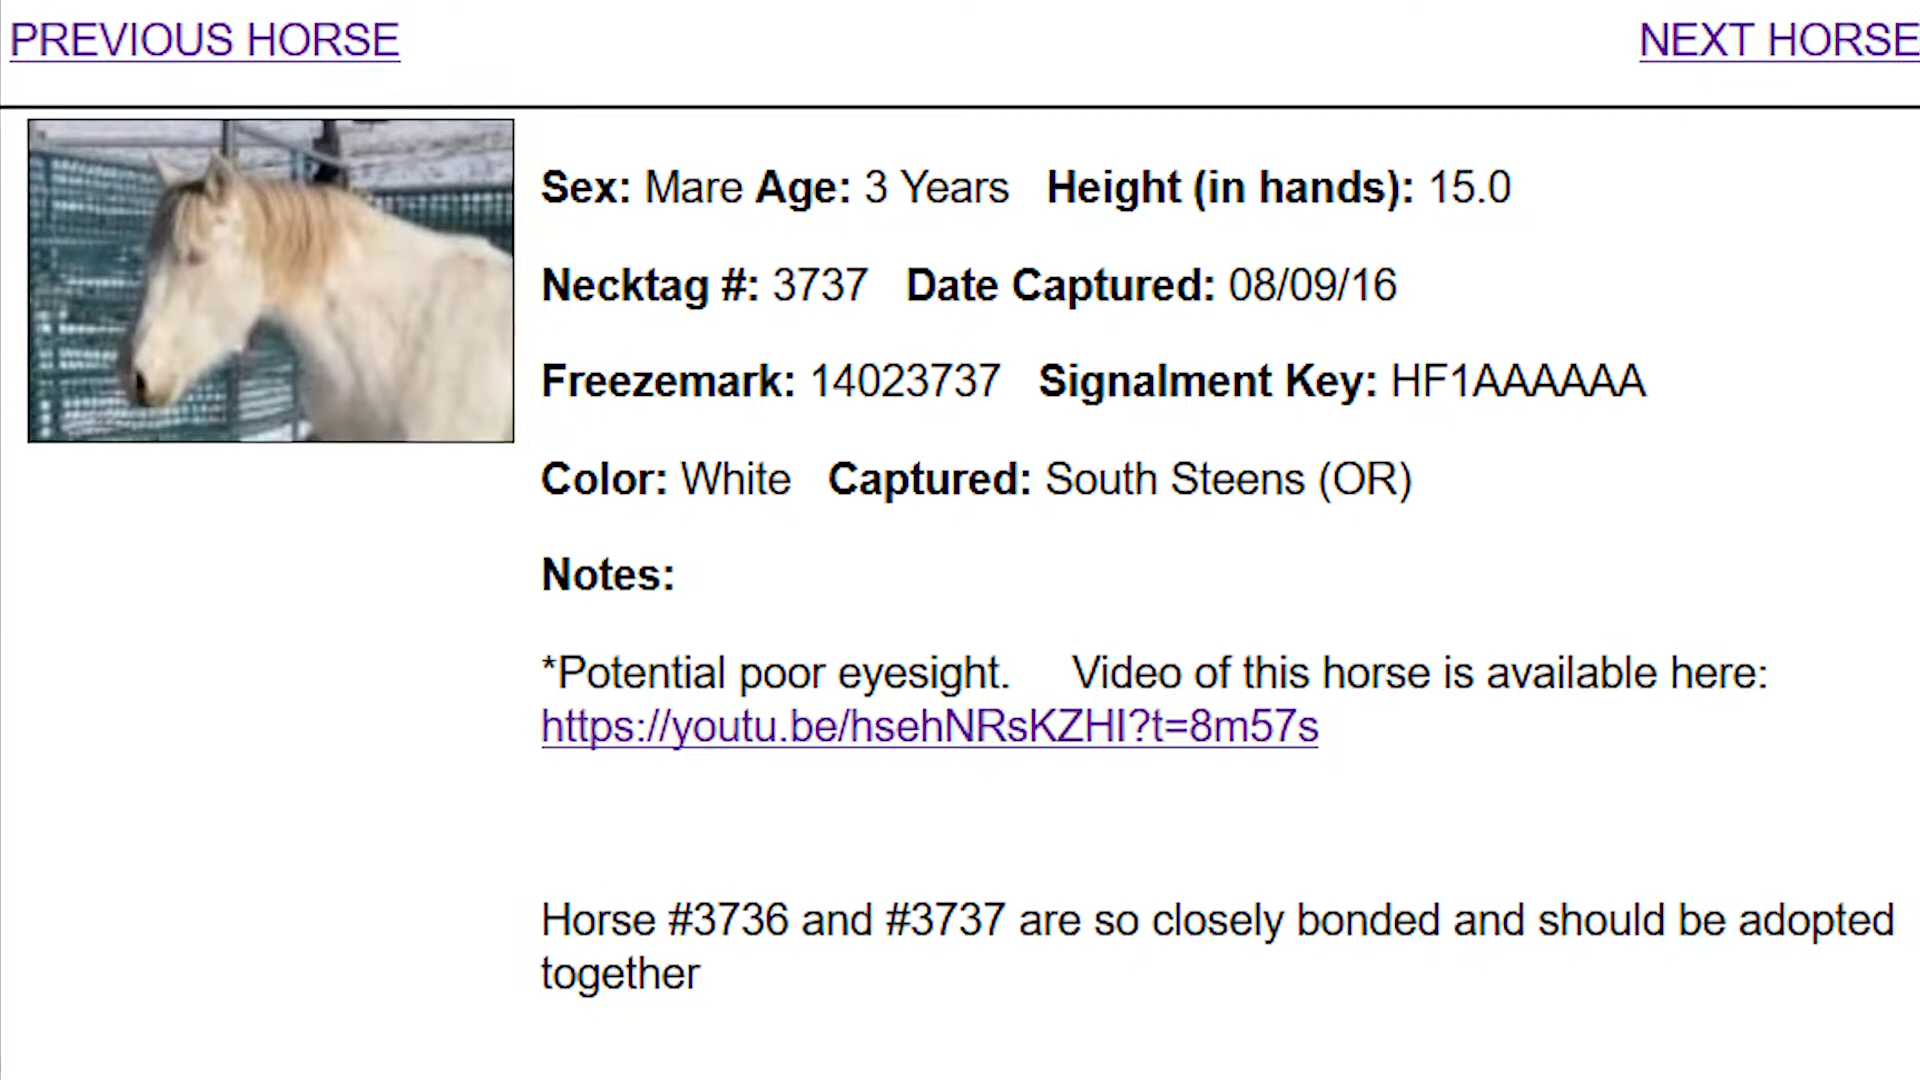 PREVIOUS HORSE
NEXT HORSE
Sex: Mare Age: 3 Years Height (in hands): 15.0
Necktag #: 3737 Date Captured: 08/09/16
Freezemark: 14023737 Signalment Key: HF1AAAAAA
Color: White Captured: South Steens (OR)
Notes:
*Potential poor eyesight. Video of this horse is available here:
https://youtu.be/hsehNRsKZHI?t=8m57s
Horse #3736 and #3737 are so closely bonded and should be adopted
together